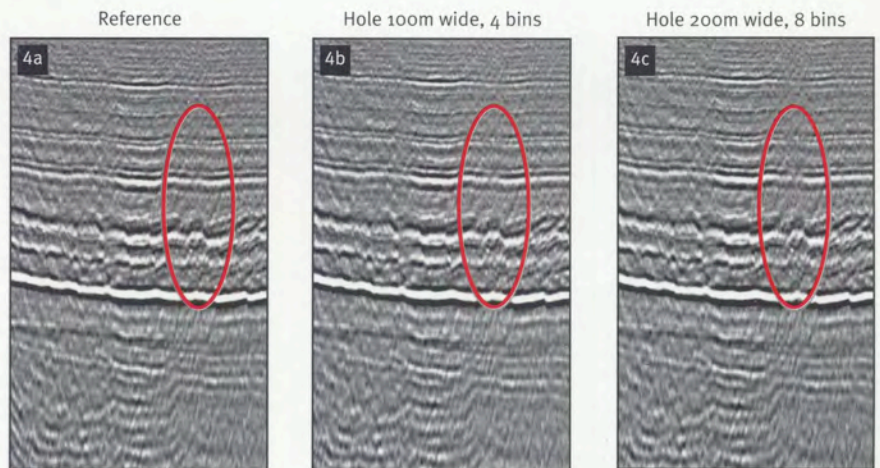 Reference
Hole 100m wide, 4 bins
Hole 200m wide, 8 bins
4a
4b
4c